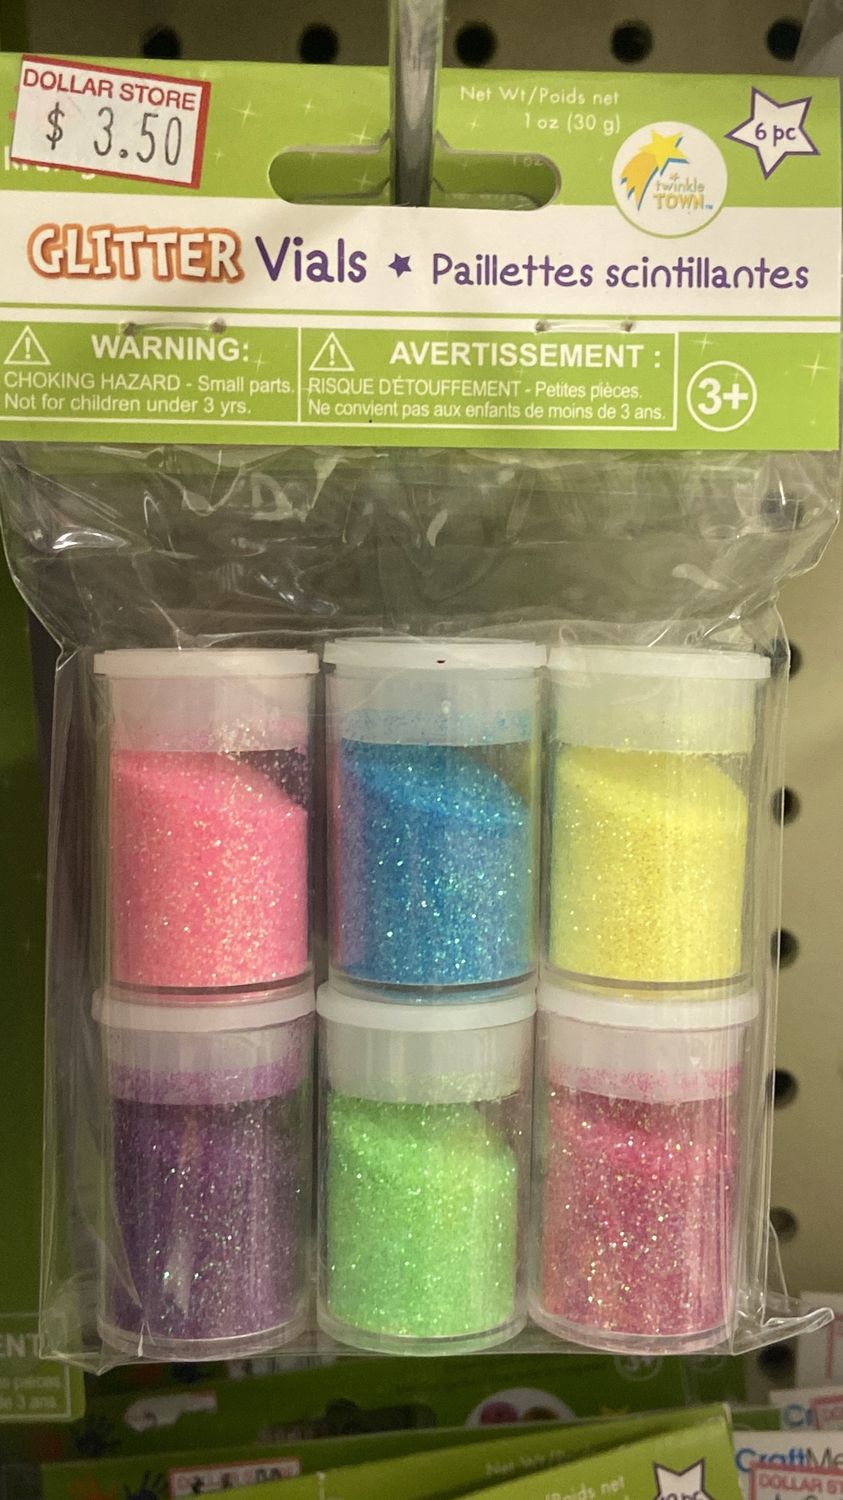 DOLLAR STORE
$ 3.50
Net Wt/Poids net
1 oz (30 g)
6 pc
twinkle
TOWN™
GLITTER Vials ★ Paillettes scintillantes
WARNING:
CHOKING HAZARD - Small parts.
Not for children under 3 yrs.
AVERTISSEMENT :
RISQUE D'ÉTOUFFEMENT - Petites pièces.
Ne convient pas aux enfants de moins de 3 ans.
3+